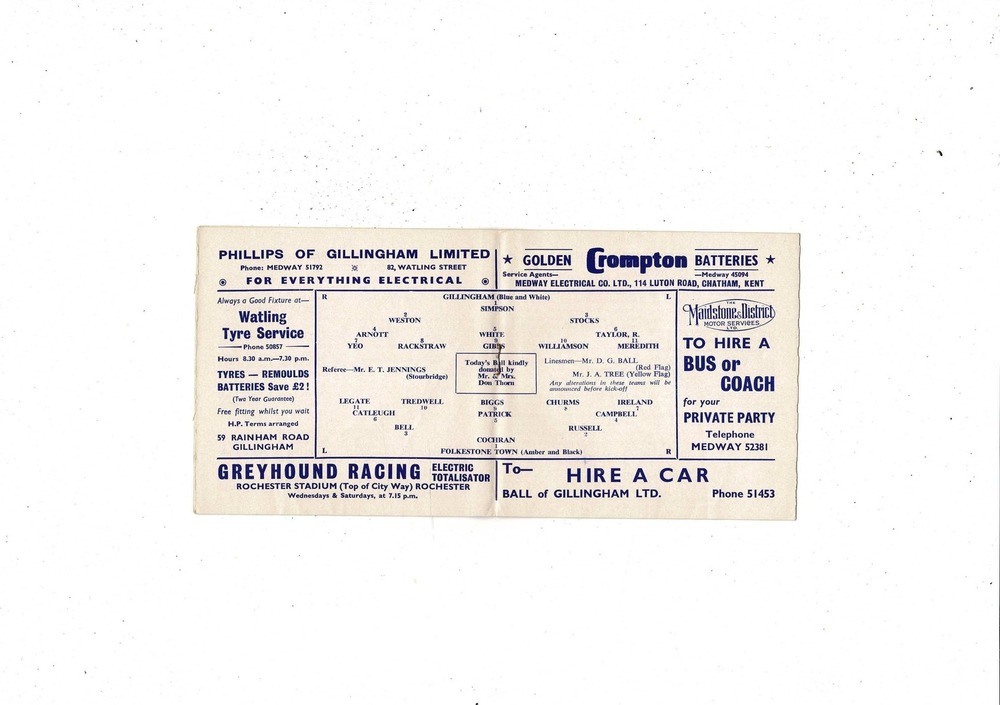 PHILLIPS OF GILLINGHAM LIMITED
Phone: MEDWAY 51792 82, WATLING STREET
FOR EVERYTHING ELECTRICAL
★ GOLDEN Crompton BATTERIES ★
Service Agents— —Medway 45094
MEDWAY ELECTRICAL CO. LTD., 114 LUTON ROAD, CHATHAM, KENT
Always a Good Fixture at—
Watling
Tyre Service
Phone 50857
Hours 8.30 a.m.—7.30 p.m.
TYRES — REMOULDS
BATTERIES Save £2!
(Two Year Guarantee)
Free fitting whilst you wait
H.P. Terms arranged
59 RAINHAM ROAD
GILLINGHAM
R GILLINGHAM (Blue and White) L
1
SIMPSON
2 3
WESTON STOCKS
4 5 6
ARNOTT WHITE TAYLOR, R.
7 8 9 10 11
YEO RACKSTRAW GIBBS WILLIAMSON MEREDITH
Referee—Mr. E. T. JENNINGS
(Stourbridge)
Today's Ball kindly
donated by
Mr. & Mrs.
Don Thorn
Linesmen—Mr. D. G. BALL
(Red Flag)
Mr. J. A. TREE (Yellow Flag)
Any alterations in these teams will be
announced before kick-off
LEGATE TREDWELL BIGGS CHURMS IRELAND
11 10 9 8 7
CATLEUGH PATRICK CAMPBELL
6 5 4
BELL RUSSELL
3 2
COCHRAN
1
L FOLKESTONE TOWN (Amber and Black) R
THE
Maidstone & District
MOTOR SERVICES
LTD.
TO HIRE A
BUS or
COACH
for your
PRIVATE PARTY
Telephone
MEDWAY 52381
GREYHOUND RACING ELECTRIC
TOTALISATOR
ROCHESTER STADIUM (Top of City Way) ROCHESTER
Wednesdays & Saturdays, at 7.15 p.m.
To—
HIRE A CAR
BALL of GILLINGHAM LTD. Phone 51453